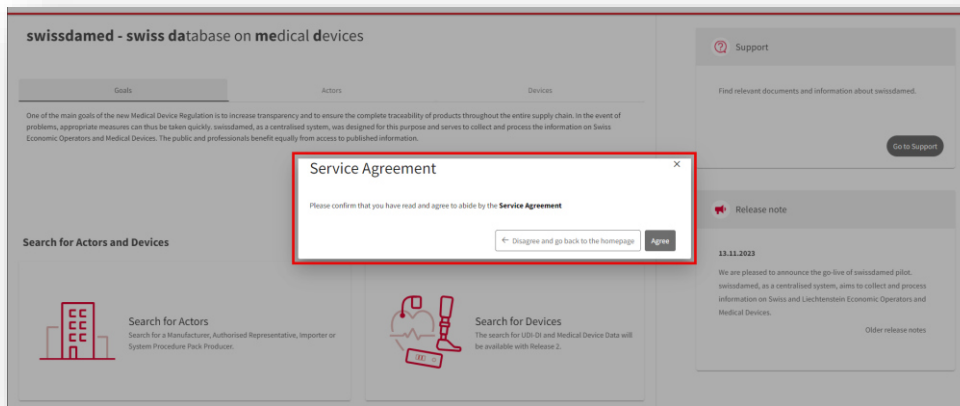 swissdamed - swiss database on medical devices
Goals
Actors
Devices
One of the main goals of the new Medical Device Regulation is to increase transparency and to ensure the complete traceability of products throughout the entire supply chain. In the event of
problems, appropriate measures can thus be taken quickly. swissdamed, as a centralised system, was designed for this purpose and serves to collect and process the information on Swiss
Economic Operators and Medical Devices. The public and professionals benefit equally from access to published information.
Service Agreement
×
Please confirm that you have read and agree to abide by the Service Agreement
← Disagree and go back to the homepage
Agree
Search for Actors and Devices
Search for Actors
Search for a Manufacturer, Authorised Representative, Importer or
System Procedure Pack Producer.
Search for Devices
The search for UDI-DI and Medical Device Data will
be available with Release 2.
Support
Find relevant documents and information about swissdamed.
Go to Support
Release note
13.11.2023
We are pleased to announce the go-live of swissdamed pilot.
swissdamed, as a centralised system, aims to collect and process
information on Swiss and Liechtenstein Economic Operators and
Medical Devices.
Older release notes